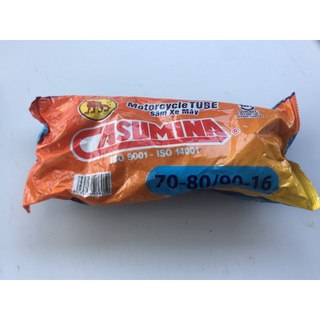 Motorcycle TUBE
Săm Xe Máy
CASUMINA®
ISO 9001 - ISO 14001
70-80/90-16